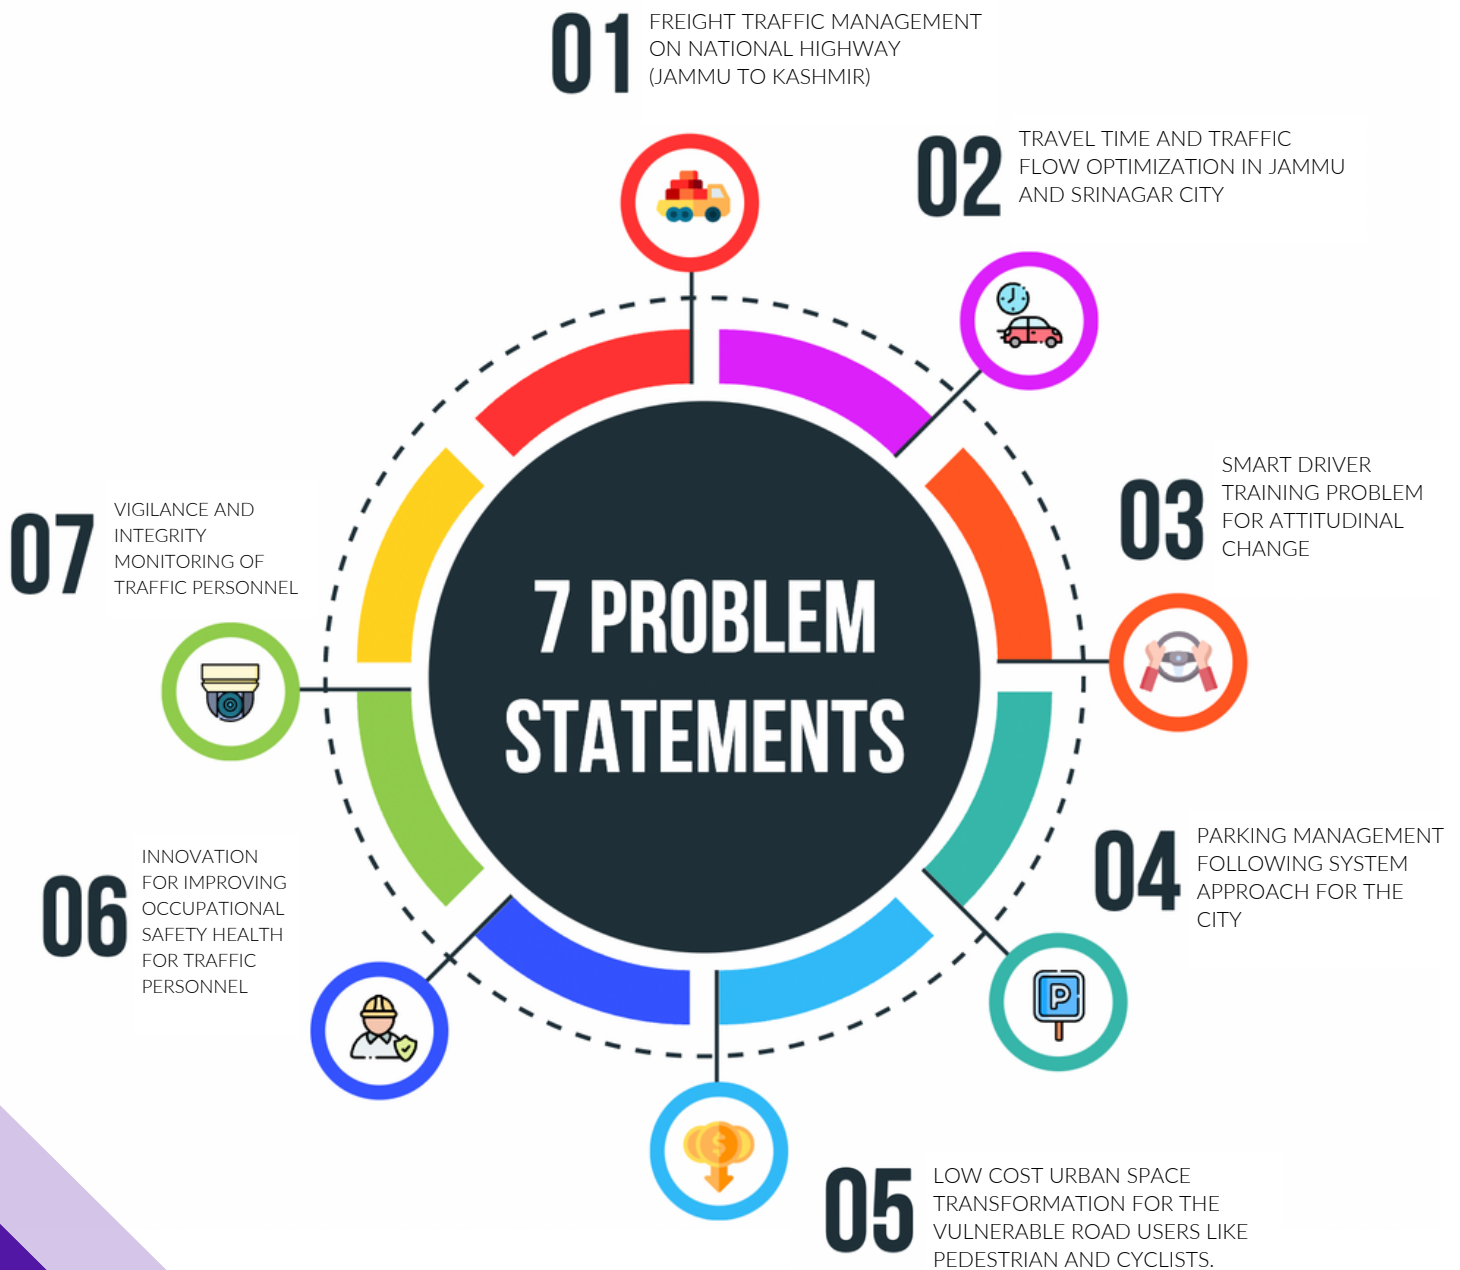 01
FREIGHT TRAFFIC MANAGEMENT
ON NATIONAL HIGHWAY
(JAMMU TO KASHMIR)
02
TRAVEL TIME AND TRAFFIC
FLOW OPTIMIZATION IN JAMMU
AND SRINAGAR CITY
03
SMART DRIVER
TRAINING PROBLEM
FOR ATTITUDINAL
CHANGE
04
PARKING MANAGEMENT
FOLLOWING SYSTEM
APPROACH FOR THE
CITY
P
05
LOW COST URBAN SPACE
TRANSFORMATION FOR THE
VULNERABLE ROAD USERS LIKE
PEDESTRIAN AND CYCLISTS.
$
06
INNOVATION
FOR IMPROVING
OCCUPATIONAL
SAFETY HEALTH
FOR TRAFFIC
PERSONNEL
07
VIGILANCE AND
INTEGRITY
MONITORING OF
TRAFFIC PERSONNEL
7 PROBLEM
STATEMENTS